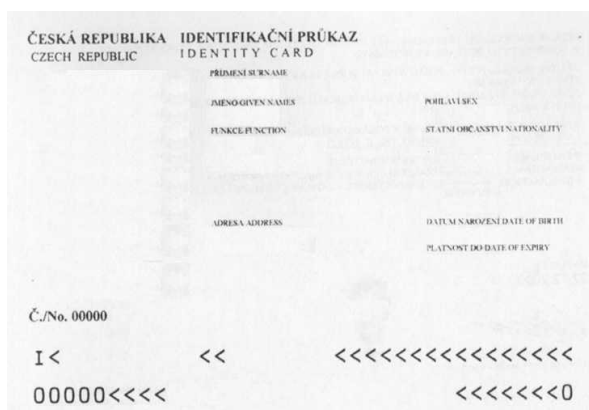 ČESKÁ REPUBLIKA IDENTIFIKAČNÍ PRŮKAZ
CZECH REPUBLIC IDENTITY CARD
PŘÍJMENÍ SURNAME
JMÉNO GIVEN NAMES POHLAVÍ SEX
FUNKCE FUNCTION STÁTNÍ OBČANSTVÍ NATIONALITY
ADRESA ADDRESS DATUM NAROZENÍ DATE OF BIRTH
PLATNOST DO DATE OF EXPIRY
Č./No. 00000
I< << <<<<<<<<<<<<<<<<
00000<<<< <<<<<<<0